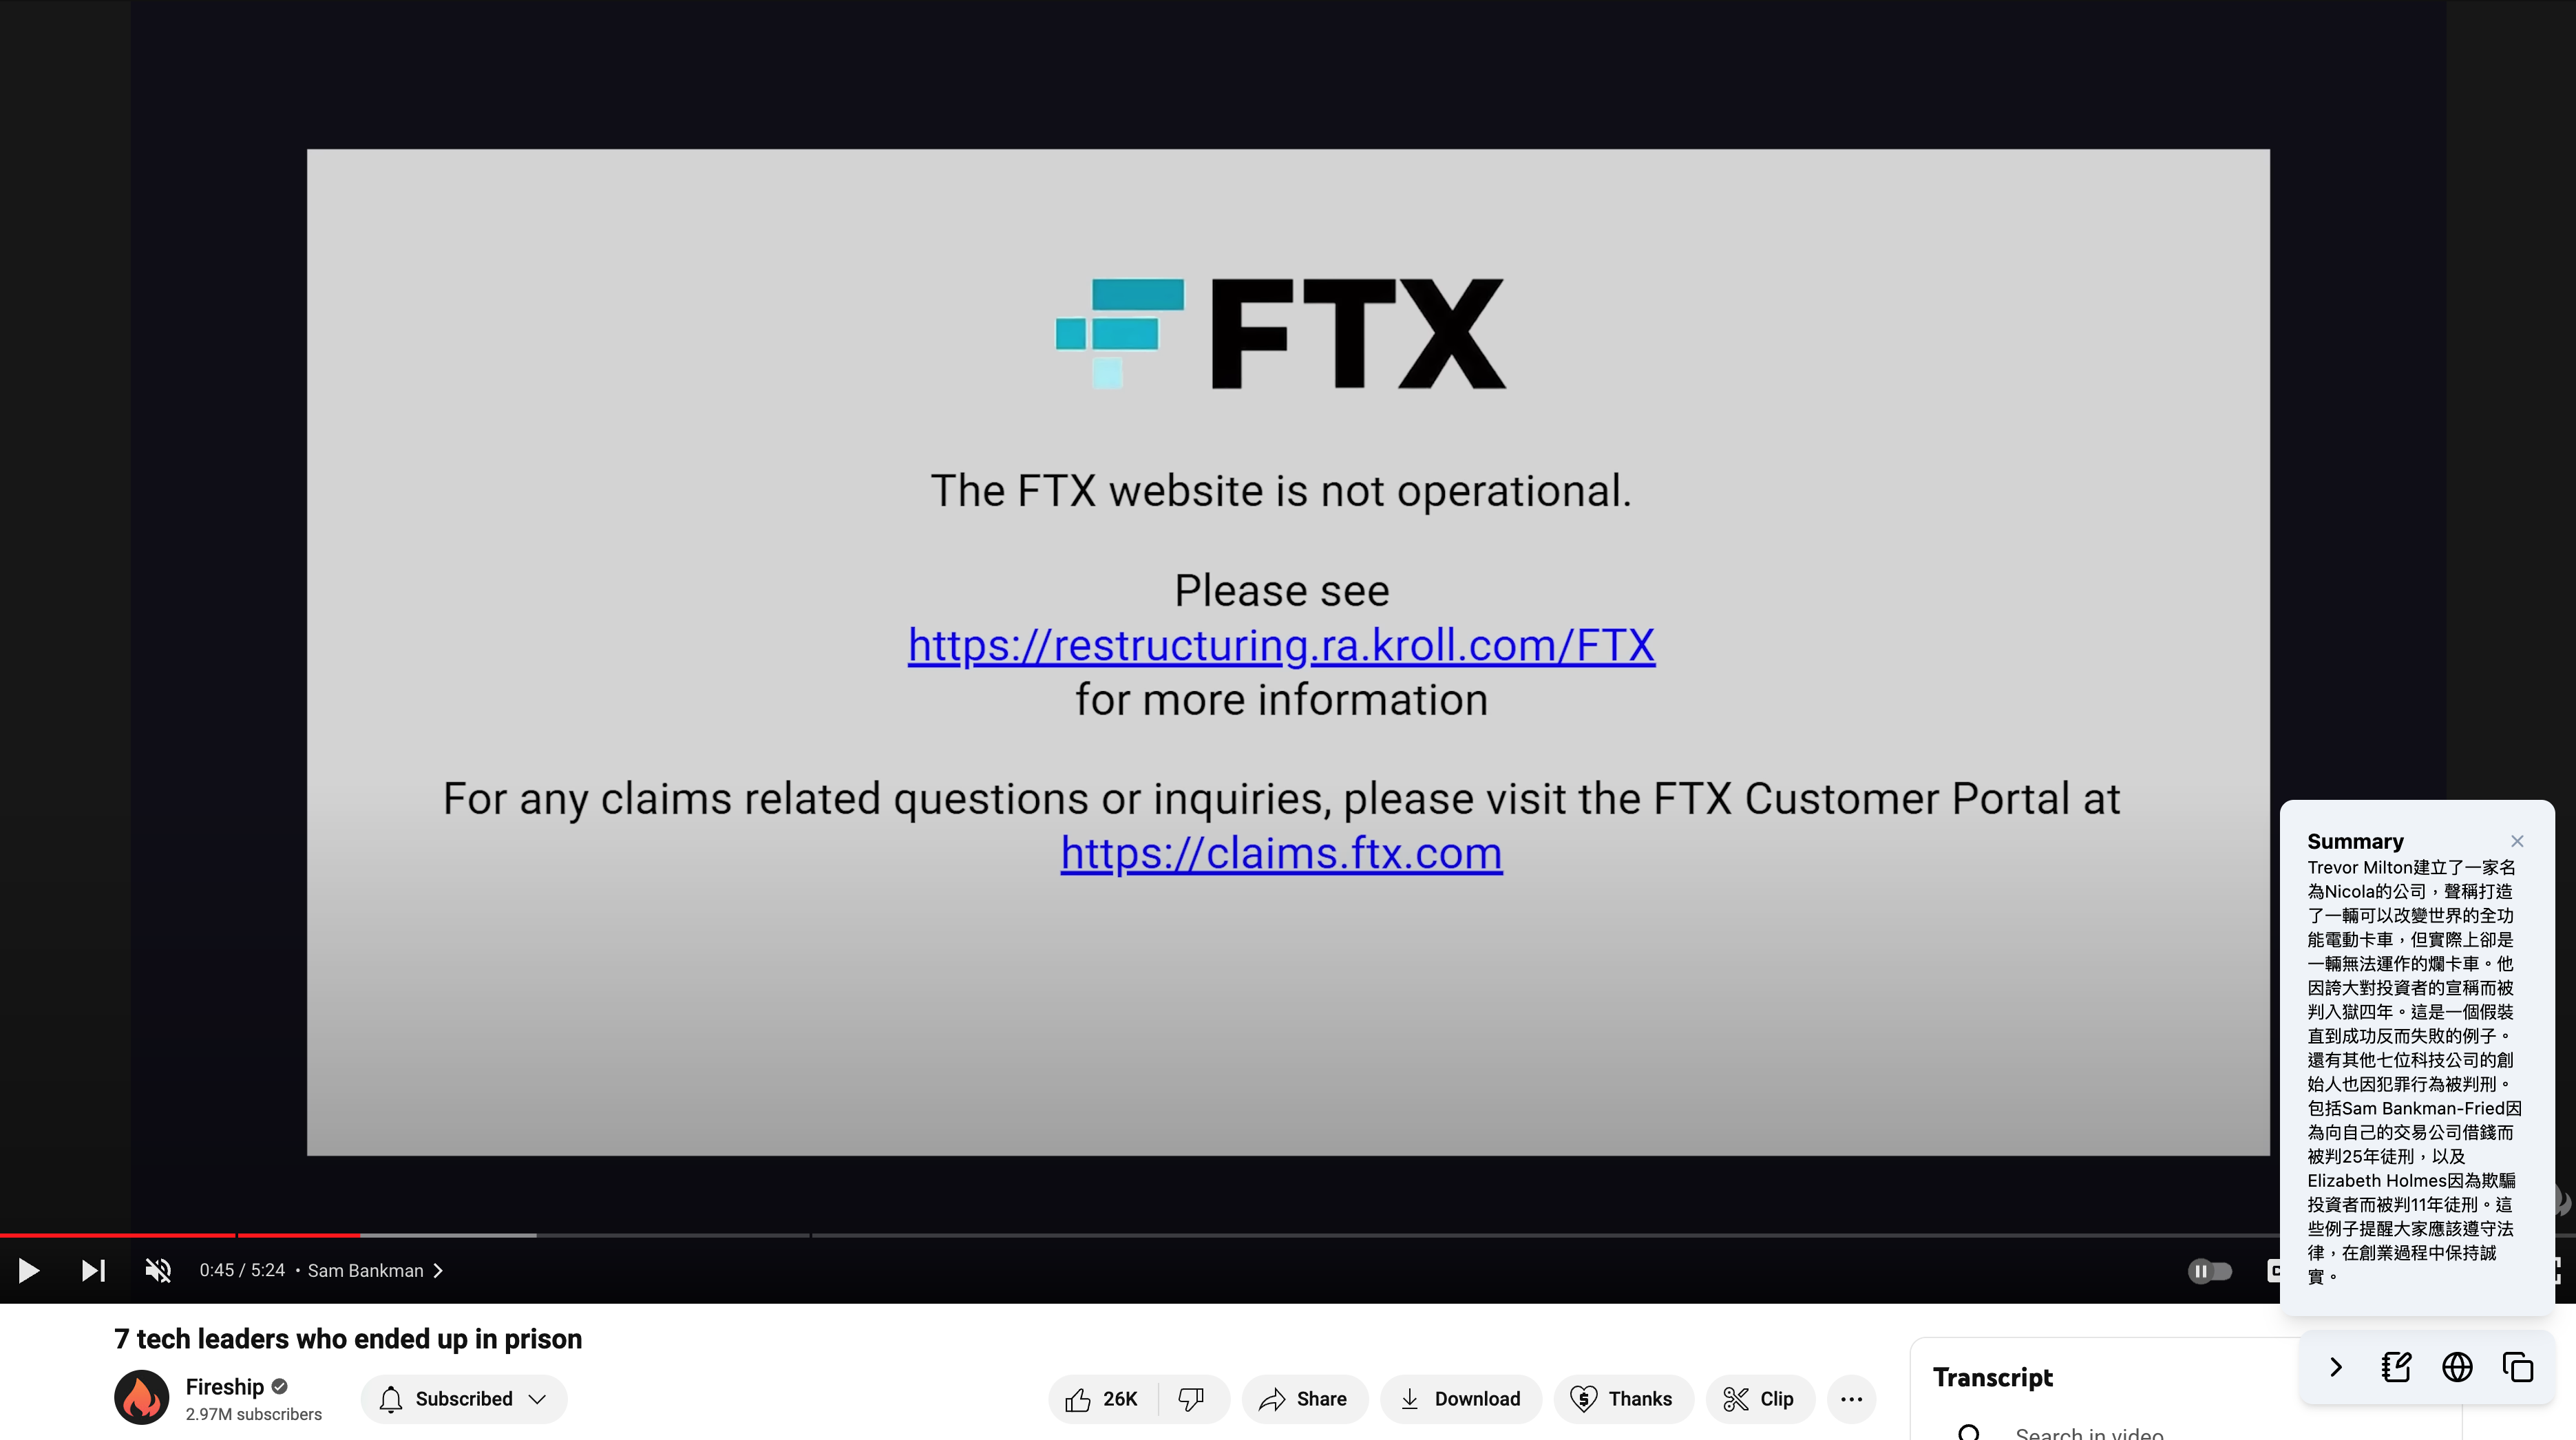 FTX
The FTX website is not operational.
Please see
https://restructuring.ra.kroll.com/FTX
for more information
For any claims related questions or inquiries, please visit the FTX Customer Portal at
https://claims.ftx.com
Summary
Trevor Milton建立了一家名
為Nicola的公司，聲稱打造
了一輛可以改變世界的全功
能電動卡車，但實際上卻是
一輛無法運作的爛卡車。他
因誇大對投資者的宣稱而被
判入獄四年。這是一個假裝
直到成功反而失敗的例子。
還有其他七位科技公司的創
始人也因犯罪行為被判刑。
包括Sam Bankman-Fried因
為向自己的交易公司借錢而
被判25年徒刑，以及
Elizabeth Holmes因為欺騙
投資者而被判11年徒刑。這
些例子提醒大家應該遵守法
律，在創業過程中保持誠
實。
0:45 / 5:24 • Sam Bankman
7 tech leaders who ended up in prison
Fireship
2.97M subscribers
Subscribed
26K
Share
Download
Thanks
Clip
Transcript
Search in video